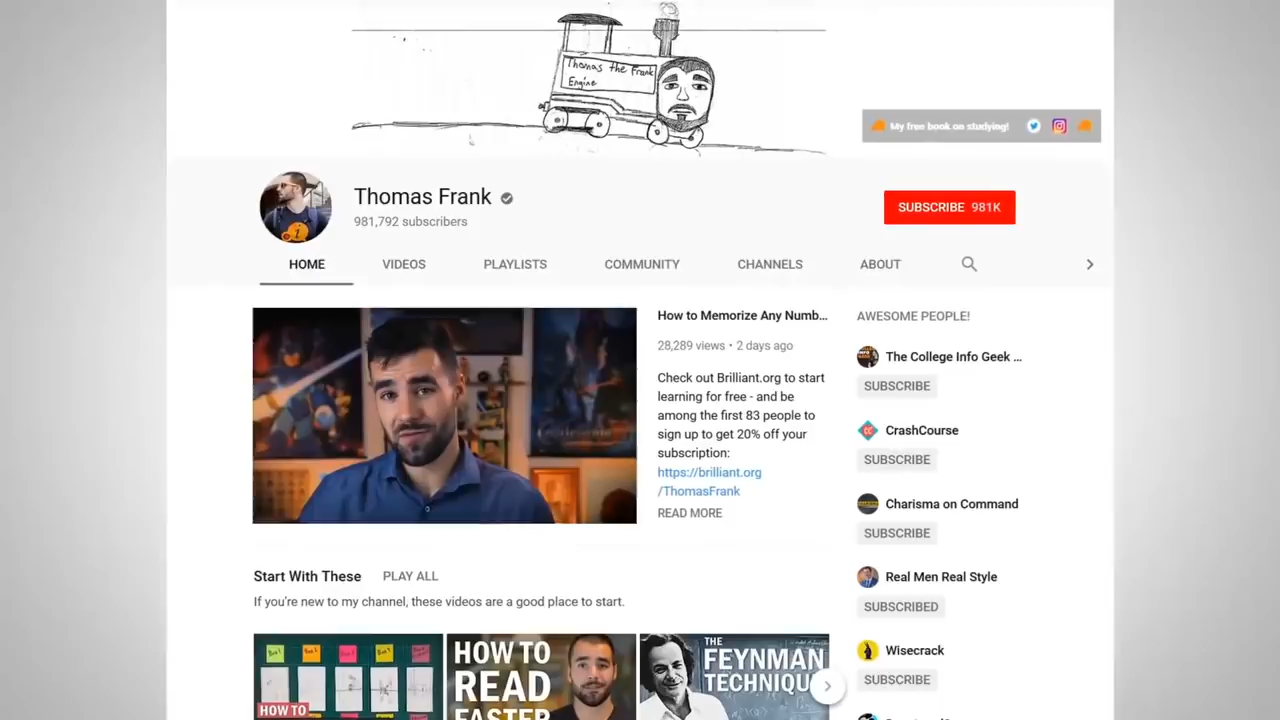 Thomas the Frank
Engine
My free book on studying!
Thomas Frank
981,792 subscribers
SUBSCRIBE 981K
HOME VIDEOS PLAYLISTS COMMUNITY CHANNELS ABOUT
How to Memorize Any Numb...
28,289 views • 2 days ago
Check out Brilliant.org to start
learning for free - and be
among the first 83 people to
sign up to get 20% off your
subscription:
https://brilliant.org
/ThomasFrank
READ MORE
AWESOME PEOPLE!
The College Info Geek ...
SUBSCRIBE
CrashCourse
SUBSCRIBE
Charisma on Command
SUBSCRIBE
Real Men Real Style
SUBSCRIBED
Wisecrack
SUBSCRIBE
Start With These PLAY ALL
If you're new to my channel, these videos are a good place to start.
HOW TO
HOW TO
READ
FASTER
THE
FEYNMAN
TECHNIQU